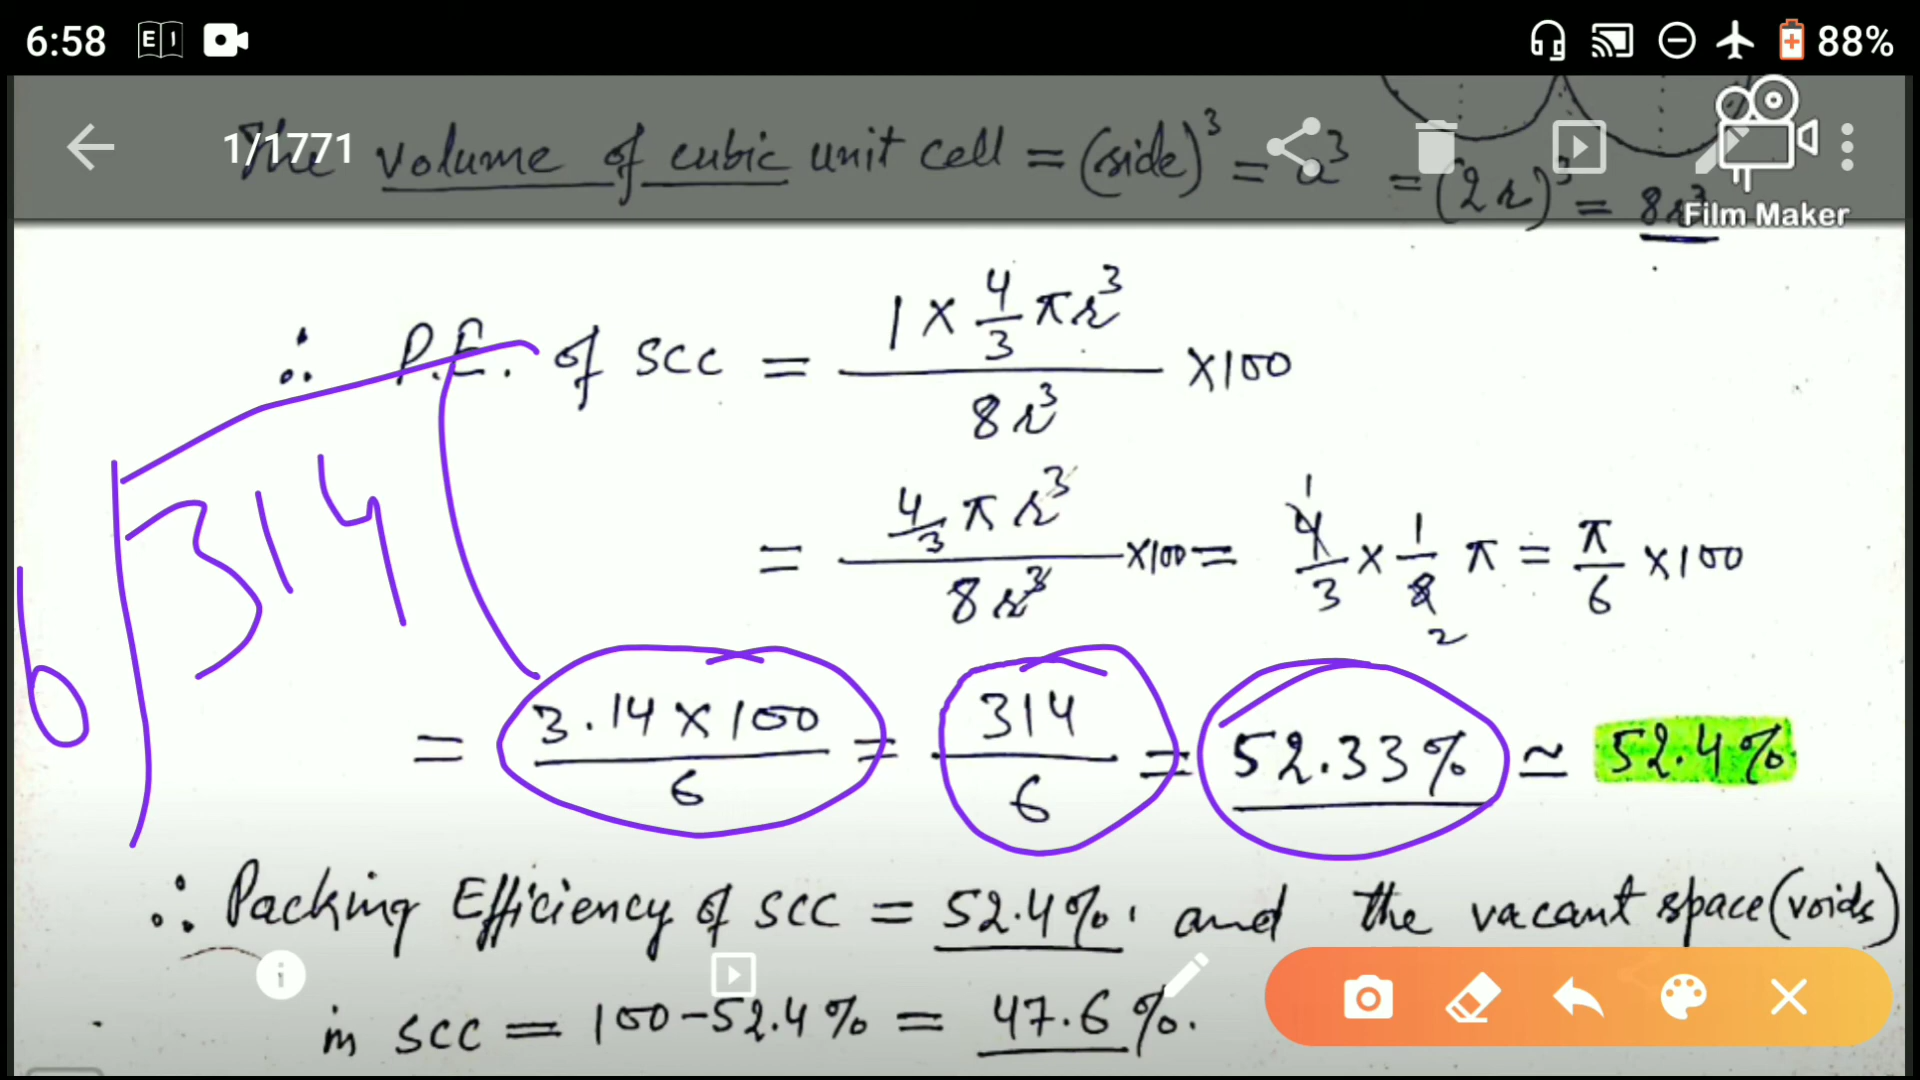 6:58 88%
1/1771
The volume of cubic unit cell = (side)³ = a³ = (2r)³ = 8r³
Film Maker
∴ P.E. of SCC = 1 × 4/3 πr³ / 8r³ ×100
= 4/3 πr³ / 8r³ ×100 = 4/3 × 1/8 π = π/6 ×100
1
2
6 314
= 3.14 × 100 / 6 = 314 / 6 = 52.33% ≃ 52.4%
∴ Packing Efficiency of SCC = 52.4%. and the vacant space (voids)
in SCC = 100-52.4% = 47.6%.